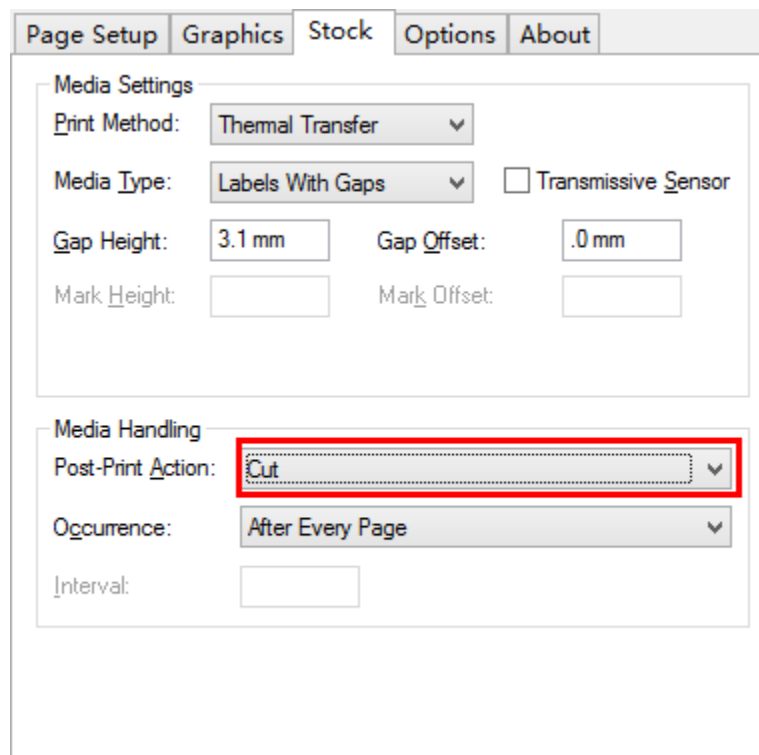 Page Setup Graphics Stock Options About
Media Settings
Print Method: Thermal Transfer
Media Type: Labels With Gaps Transmissive Sensor
Gap Height: 3.1 mm Gap Offset: .0 mm
Mark Height: Mark Offset:
Media Handling
Post-Print Action: Cut
Occurrence: After Every Page
Interval: